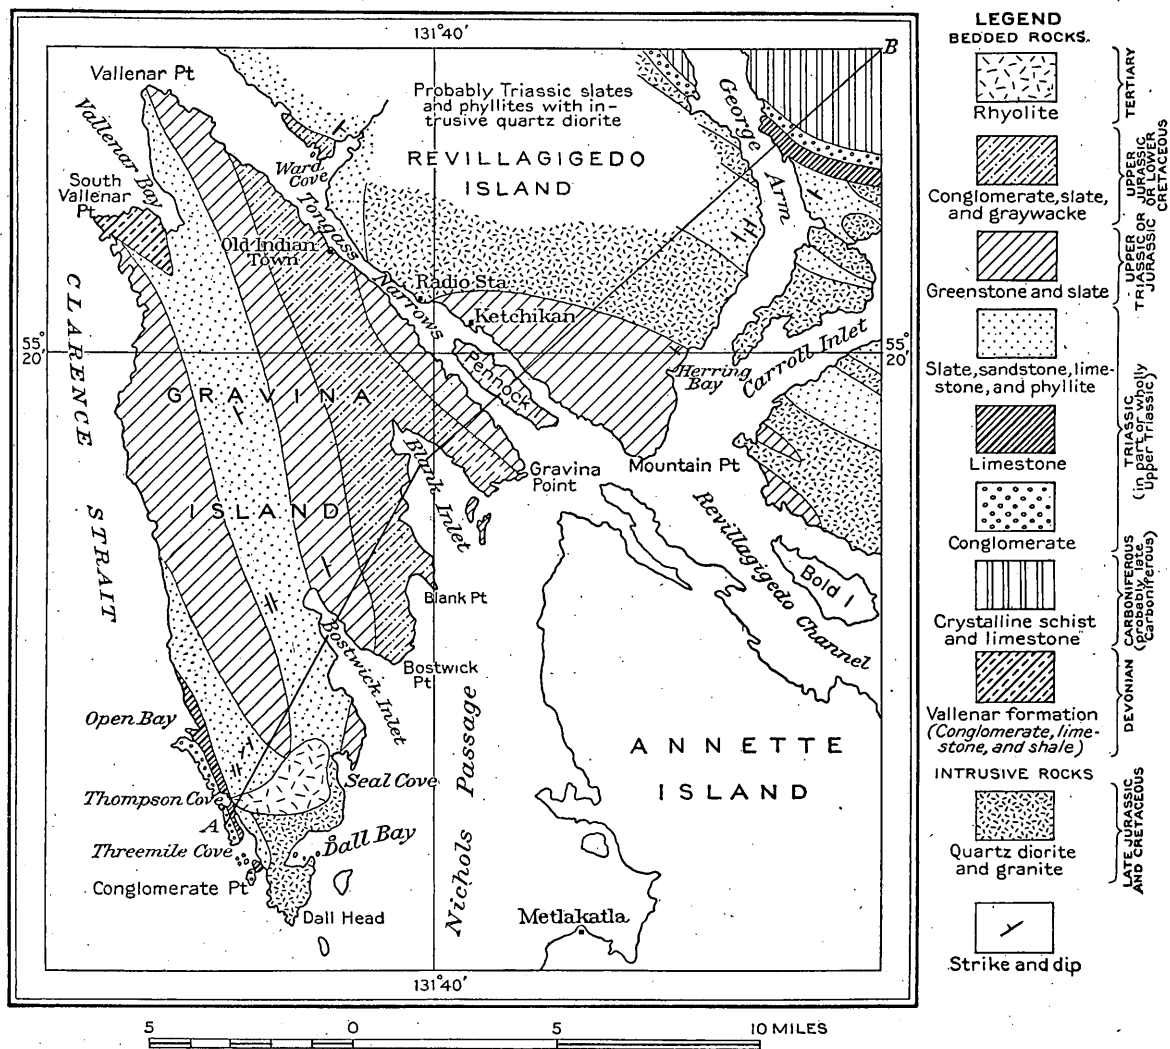 131°40'
B
Vallenar Pt
Vallenar Bay
South
Vallenar
Pt.
Probably Triassic slates
and phyllites with in-
trusive quartz diorite
REVILLAGIGEDO
ISLAND
George
Arm
Ward
Cove
Tongass
Narrows
Old Indian
Town
Radio Sta.
Ketchikan
Pennock
CLARENCE
STRAIT
55°
20'
Herring
Bay
Carroll Inlet
GRAVINA
ISLAND
Blank
Inlet
Gravina
Point
Mountain Pt
Revillagigedo
Channel
Bold I
Blank Pt
Bostwick
Pt
Bostwick Inlet
Open Bay
Seal Cove
Thompson Cove
A
Threemile Cove
Dall Bay
Conglomerate Pt
Dall Head
Nichols Passage
ANNETTE
ISLAND
Metlakatla
131°40'
5 0 5 10 MILES
LEGEND
BEDDED ROCKS.
Rhyolite
TERTIARY
Conglomerate, slate,
and graywacke
UPPER
JURASSIC
OR LOWER
CRETACEOUS
Greenstone and slate
UPPER
TRIASSIC OR
JURASSIC
Slate, sandstone, lime-
stone, and phyllite
Limestone
Conglomerate
TRIASSIC
(in part or wholly
Upper Triassic)
Crystalline schist
and limestone
CARBONIFEROUS
(probably late
Carboniferous)
Vallenar formation
(Conglomerate, lime-
stone, and shale)
DEVONIAN
INTRUSIVE ROCKS
Quartz diorite
and granite
LATE JURASSIC
AND CRETACEOUS
Strike and dip
55°
20'